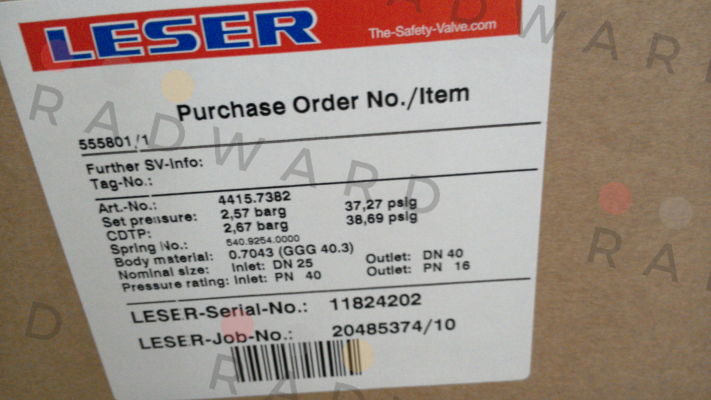 LESER
The-Safety-Valve.com
Purchase Order No./Item
555801/1
Further SV-Info:
Tag-No.:
Art.-No.: 4415.7382
Set pressure: 2,57 barg 37,27 psig
CDTP: 2,67 barg 38,69 psig
Spring No.: 540.9254.0000
Body material: 0.7043 (GGG 40.3)
Nominal size: Inlet: DN 25 Outlet: DN 40
Pressure rating: Inlet: PN 40 Outlet: PN 16
LESER-Serial-No.: 11824202
LESER-Job-No.: 20485374/10
RADWARD
RADWARD
RA
D
RADWARD